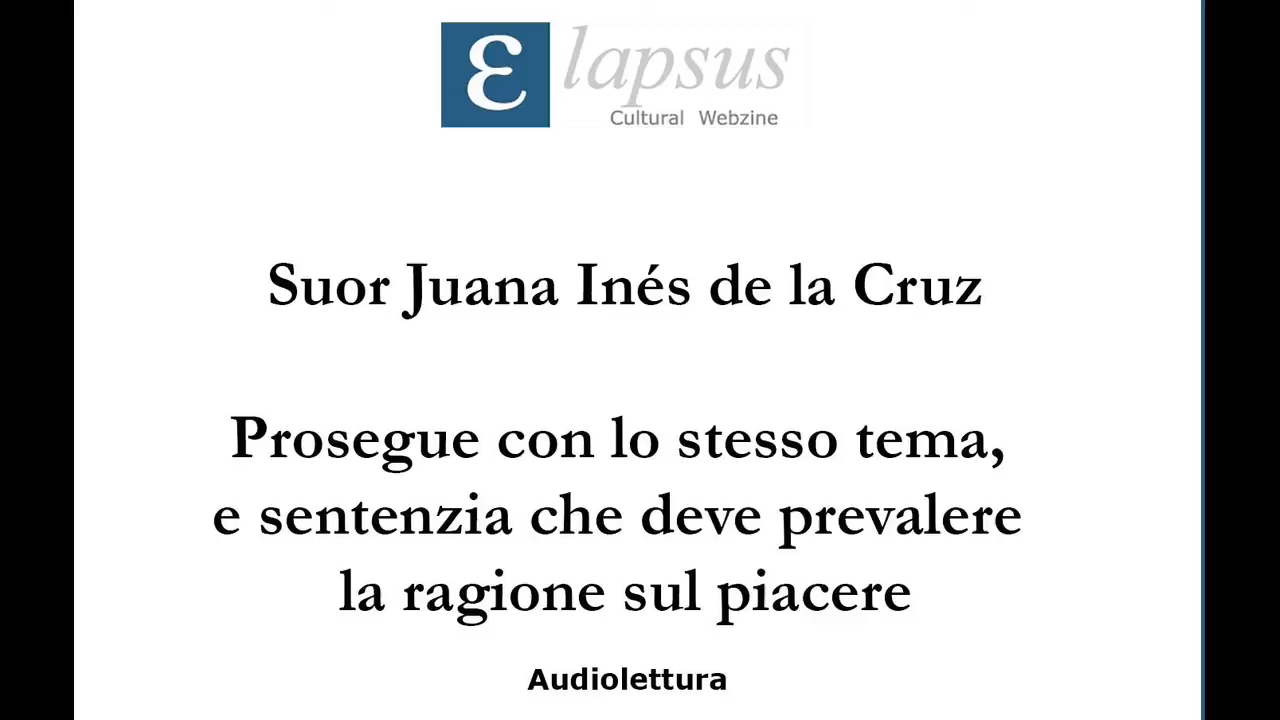 ε lapsus
Cultural Webzine
Suor Juana Inés de la Cruz
Prosegue con lo stesso tema,
e sentenzia che deve prevalere
la ragione sul piacere
Audiolettura